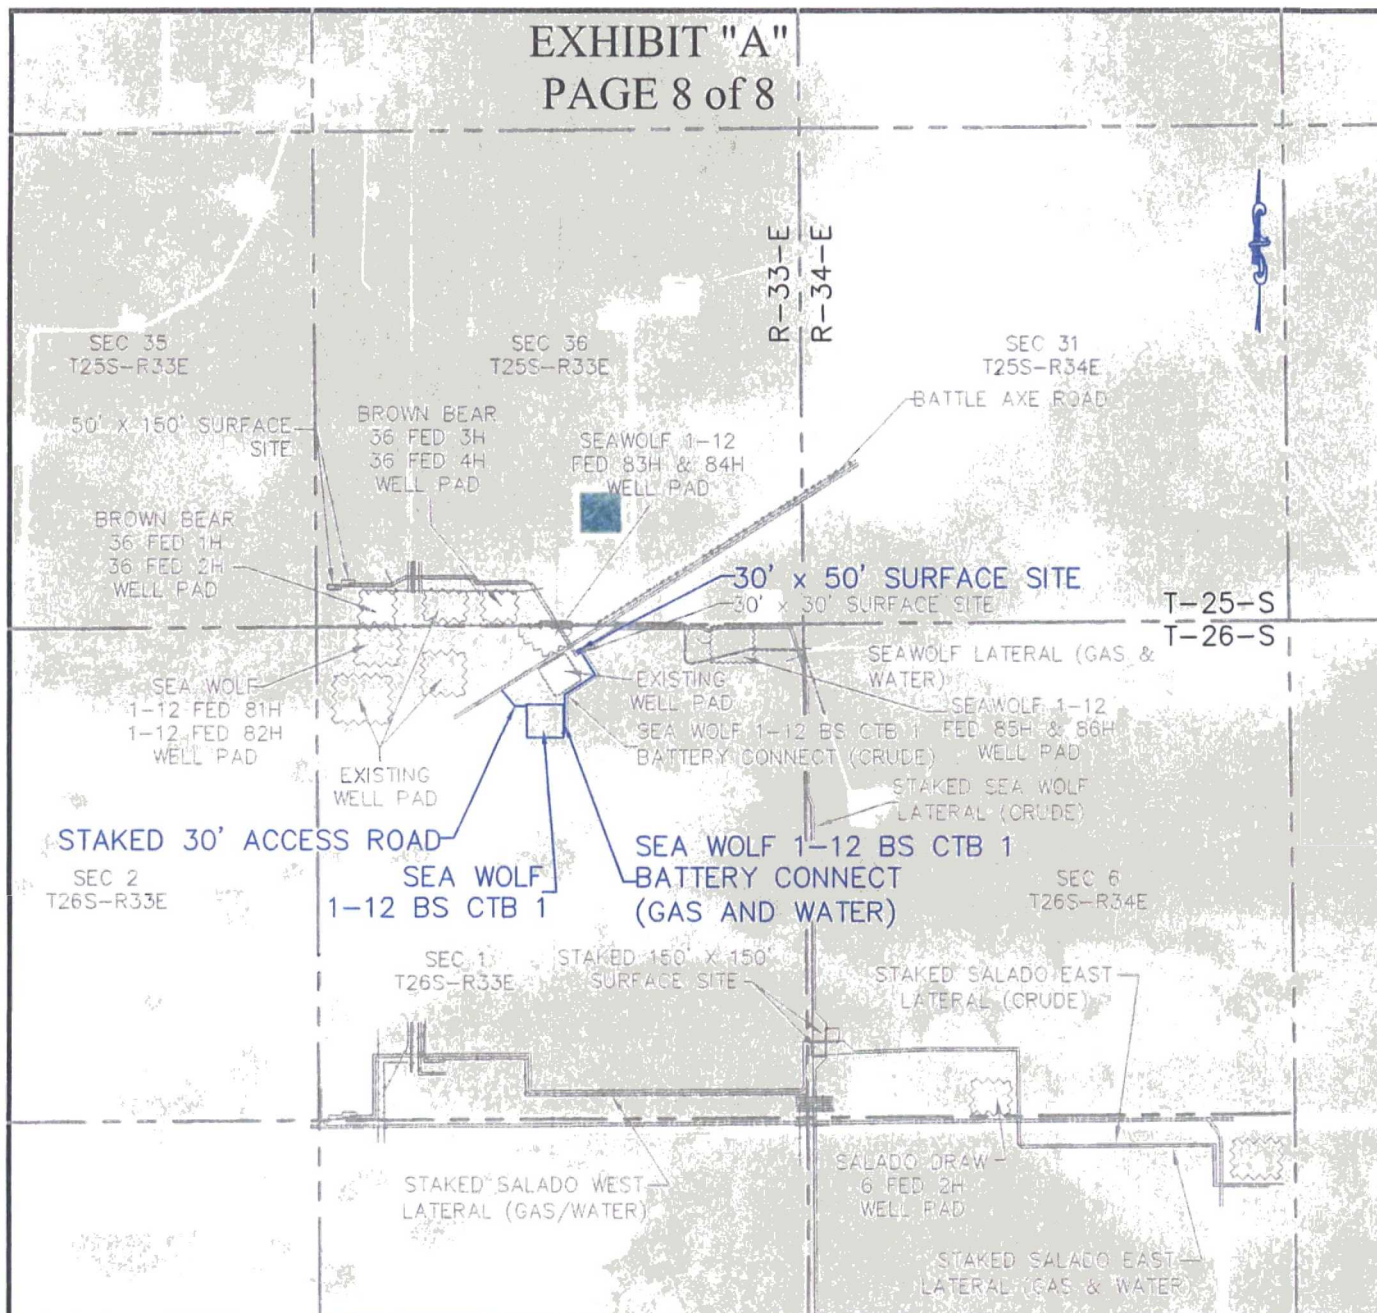 EXHIBIT "A"
PAGE 8 of 8
R-33-E
R-34-E
SEC 35
T25S-R33E
SEC 36
T25S-R33E
SEC 31
T25S-R34E
BATTLE AXE ROAD
50' X 150' SURFACE
SITE
BROWN BEAR
36 FED 3H
36 FED 4H
WELL PAD
SEAWOLF 1-12
FED 83H & 84H
WELL PAD
BROWN BEAR
36 FED 1H
36 FED 2H
WELL PAD
30' x 50' SURFACE SITE
30' x 30' SURFACE SITE
T-25-S
T-26-S
SEAWOLF LATERAL (GAS &
WATER)
EXISTING
WELL PAD
SEA WOLF
1-12 FED 81H
1-12 FED 82H
WELL PAD
SEAWOLF 1-12
FED 85H & 86H
WELL PAD
SEA WOLF 1-12 BS CTB 1
BATTERY CONNECT (CRUDE)
EXISTING
WELL PAD
STAKED SEA WOLF
LATERAL (CRUDE)
STAKED 30' ACCESS ROAD
SEA WOLF
1-12 BS CTB 1
SEA WOLF 1-12 BS CTB 1
BATTERY CONNECT
(GAS AND WATER)
SEC 2
T26S-R33E
SEC 6
T26S-R34E
SEC 1
T26S-R33E
STAKED 150' X 150'
SURFACE SITE
STAKED SALADO EAST
LATERAL (CRUDE)
STAKED SALADO WEST
LATERAL (GAS/WATER)
SALADO DRAW
6 FED 2H
WELL PAD
STAKED SALADO EAST
LATERAL (GAS & WATER)